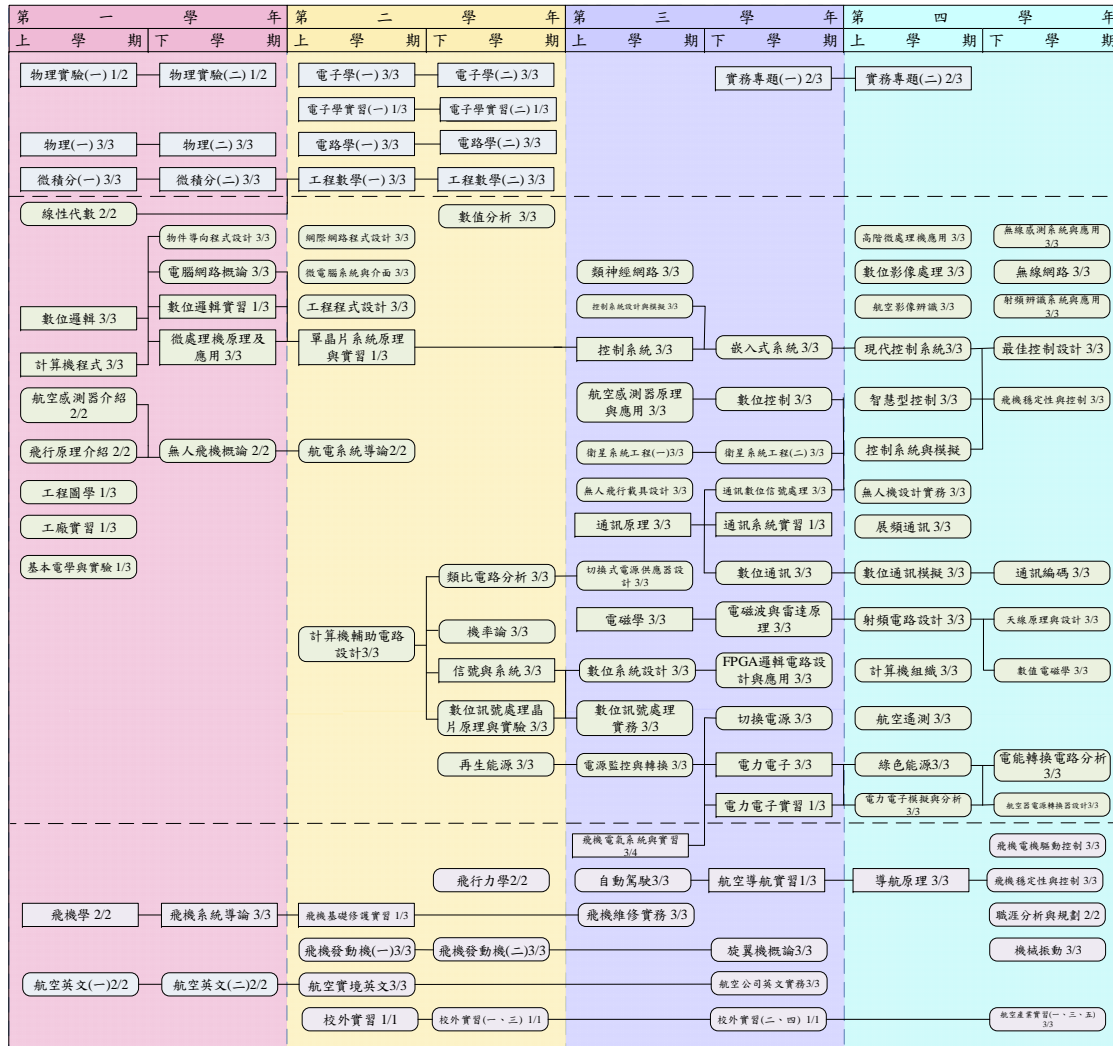 第一學年 第二學年 第三學年 第四學年
上學期 下學期 上學期 下學期 上學期 下學期 上學期 下學期
物理實驗(一) 1/2 物理實驗(二) 1/2 電子學(一) 3/3 電子學(二) 3/3 實務專題(一) 2/3 實務專題(二) 2/3
電子學實習(一) 1/3 電子學實習(二) 1/3
物理(一) 3/3 物理(二) 3/3 電路學(一) 3/3 電路學(二) 3/3
微積分(一) 3/3 微積分(二) 3/3 工程數學(一) 3/3 工程數學(二) 3/3
線性代數 2/2 數值分析 3/3
物件導向程式設計 3/3 網際網路程式設計 3/3 高階微處理機應用 3/3 無線感測系統與應用
3/3
電腦網路概論 3/3 微電腦系統與介面 3/3 類神經網路 3/3 數位影像處理 3/3 無線網路 3/3
數位邏輯 3/3 數位邏輯實習 1/3 工程程式設計 3/3 控制系統設計與模擬 3/3 航空影像辨識 3/3 射頻辨識系統與應用
3/3
計算機程式 3/3 微處理機原理及 單晶片系統原理 控制系統 3/3 嵌入式系統 3/3 現代控制系統3/3 最佳控制設計 3/3
應用 3/3 與實習 1/3
航空感測器介紹 航空感測器原理 數位控制 3/3 智慧型控制 3/3 飛機穩定性與控制 3/3
2/2 與應用 3/3
飛行原理介紹 2/2 無人飛機概論 2/2 航電系統導論2/2 衛星系統工程(一)3/3 衛星系統工程(二)3/3 控制系統與模擬
工程圖學 1/3 無人飛行載具設計 3/3 通訊數位信號處理 3/3 無人機設計實務 3/3
工廠實習 1/3 通訊原理 3/3 通訊系統實習 1/3 展頻通訊 3/3
基本電學與實驗 1/3 類比電路分析 3/3 切換式電源供應器設 數位通訊 3/3 數位通訊模擬 3/3 通訊編碼 3/3
計 3/3
計算機輔助電路 機率論 3/3 電磁學 3/3 電磁波與雷達原 射頻電路設計 3/3 天線原理與設計 3/3
設計3/3 理 3/3
信號與系統 3/3 數位系統設計 3/3 FPGA邏輯電路設 計算機組織 3/3 數值電磁學 3/3
計與應用 3/3
數位訊號處理晶 數位訊號處理 切換電源 3/3 航空遙測 3/3
片原理與實驗 3/3 實務 3/3
再生能源 3/3 電源監控與轉換 3/3 電力電子 3/3 綠色能源3/3 電能轉換電路分析
3/3
電力電子實習 1/3 電力電子模擬與分析 航空器電源轉換器設計3/3
3/3
飛機電氣系統與實習 飛機電機驅動控制 3/3
3/4
飛行力學2/2 自動駕駛3/3 航空導航實習1/3 導航原理 3/3 飛機穩定性與控制 3/3
飛機學 2/2 飛機系統導論 3/3 飛機基礎修護實習 1/3 飛機維修實務 3/3 職涯分析與規劃 2/2
飛機發動機(一)3/3 飛機發動機(二)3/3 旋翼機概論3/3 機械振動 3/3
航空英文(一)2/2 航空英文(二)2/2 航空實境英文3/3 航空公司英文實務3/3
校外實習 1/1 校外實習(一、三) 1/1 校外實習(二、四) 1/1 航空產業實習(一、三、五)
3/3